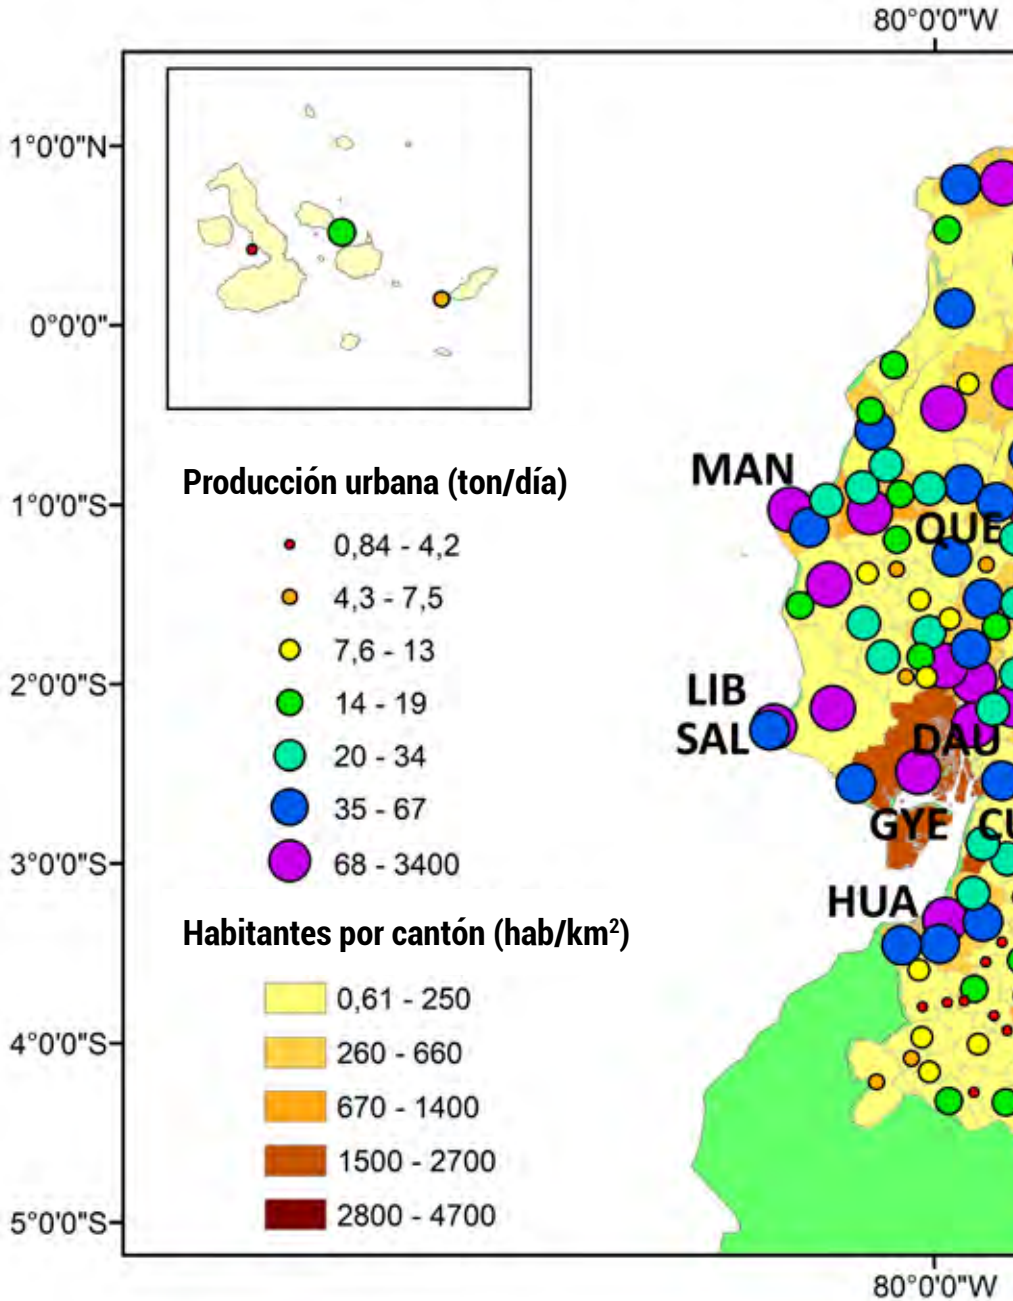 80°0'0"W
1°0'0"N
0°0'0"
1°0'0"S
2°0'0"S
3°0'0"S
4°0'0"S
5°0'0"S
Producción urbana (ton/día)
0,84 - 4,2
4,3 - 7,5
7,6 - 13
14 - 19
20 - 34
35 - 67
68 - 3400
Habitantes por cantón (hab/km²)
0,61 - 250
260 - 660
670 - 1400
1500 - 2700
2800 - 4700
MAN
QUE
LIB
SAL
DAU
GYE
CU
HUA
80°0'0"W